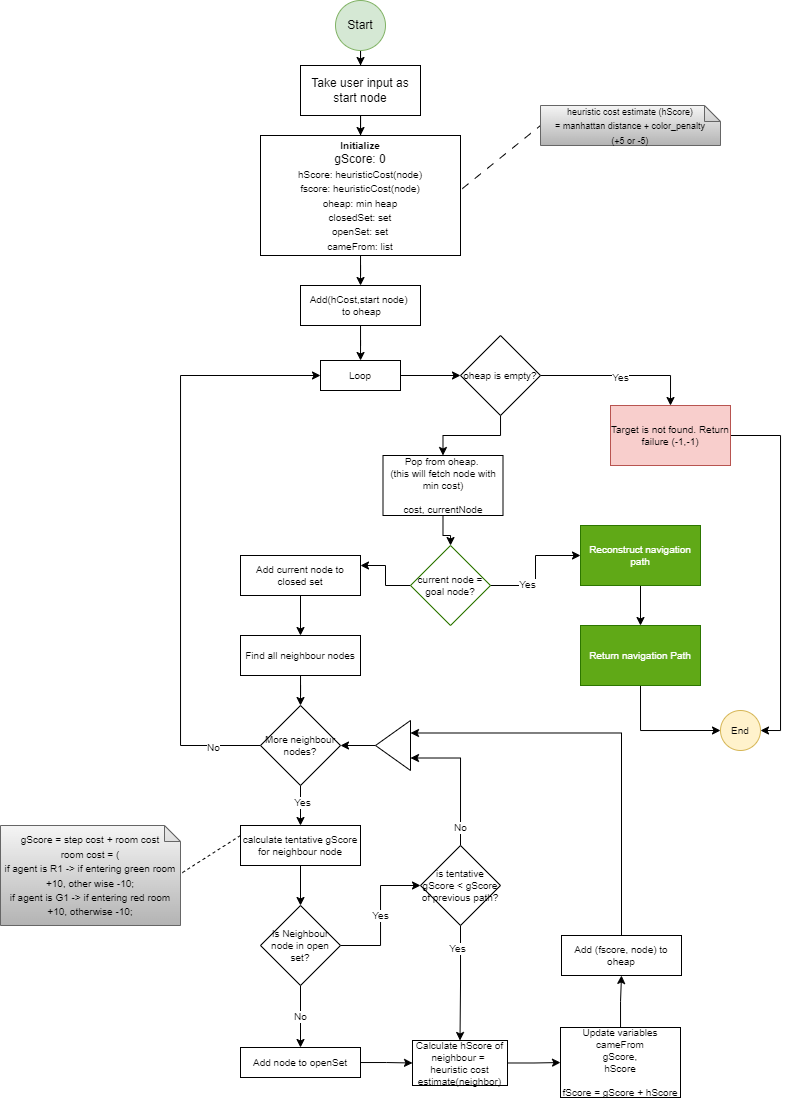 Start
Take user input as
start node
heuristic cost estimate (hScore)
= manhattan distance + color_penalty
(+5 or -5)
Initialize
gScore: 0
hScore: heuristicCost(node)
fscore: heuristicCost(node)
oheap: min heap
closedSet: set
openSet: set
cameFrom: list
Add(hCost,start node)
to oheap
Loop
oheap is empty?
Yes
Target is not found. Return
failure (-1,-1)
Pop from oheap.
(this will fetch node with
min cost)
cost, currentNode
current node =
goal node?
Yes
Reconstruct navigation
path
Add current node to
closed set
Find all neighbour nodes
Return navigation Path
End
More neighbour
nodes?
No
Yes
gScore = step cost + room cost
room cost = (
if agent is R1 -> if entering green room
+10, other wise -10;
if agent is G1 -> if entering red room
+10, otherwise -10;
calculate tentative gScore
for neighbour node
No
is tentative
gScore < gScore
of previous path?
Yes
Is Neighbour
node in open
set?
Yes
No
Add node to openSet
Calculate hScore of
neighbour =
heuristic cost
estimate(neighbor)
Add (fscore, node) to
oheap
Update variables
cameFrom
gScore,
hScore
fScore = gScore + hScore